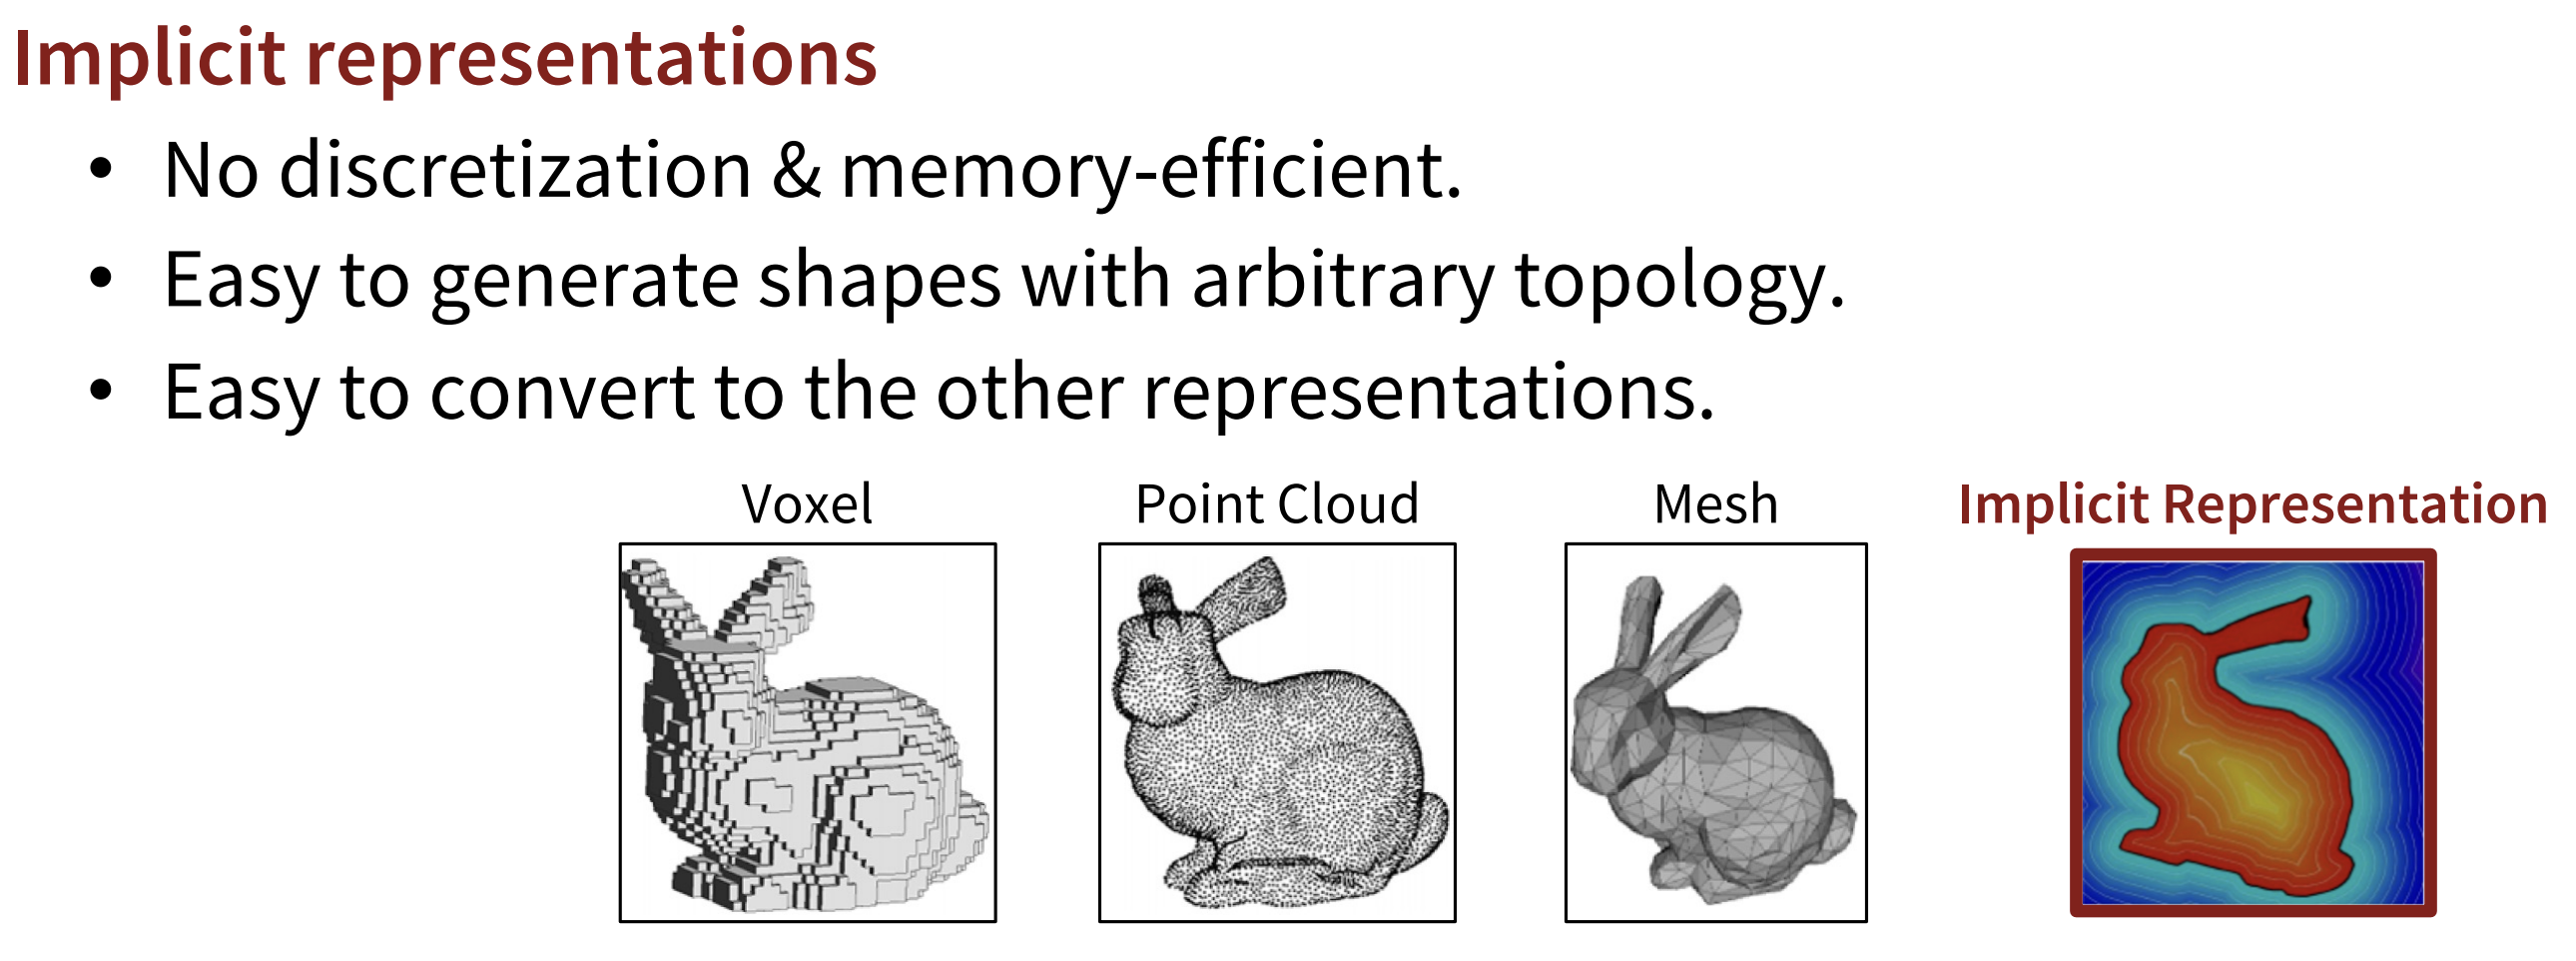 Implicit representations
• No discretization & memory-efficient.
• Easy to generate shapes with arbitrary topology.
• Easy to convert to the other representations.
Voxel
Point Cloud
Mesh
Implicit Representation